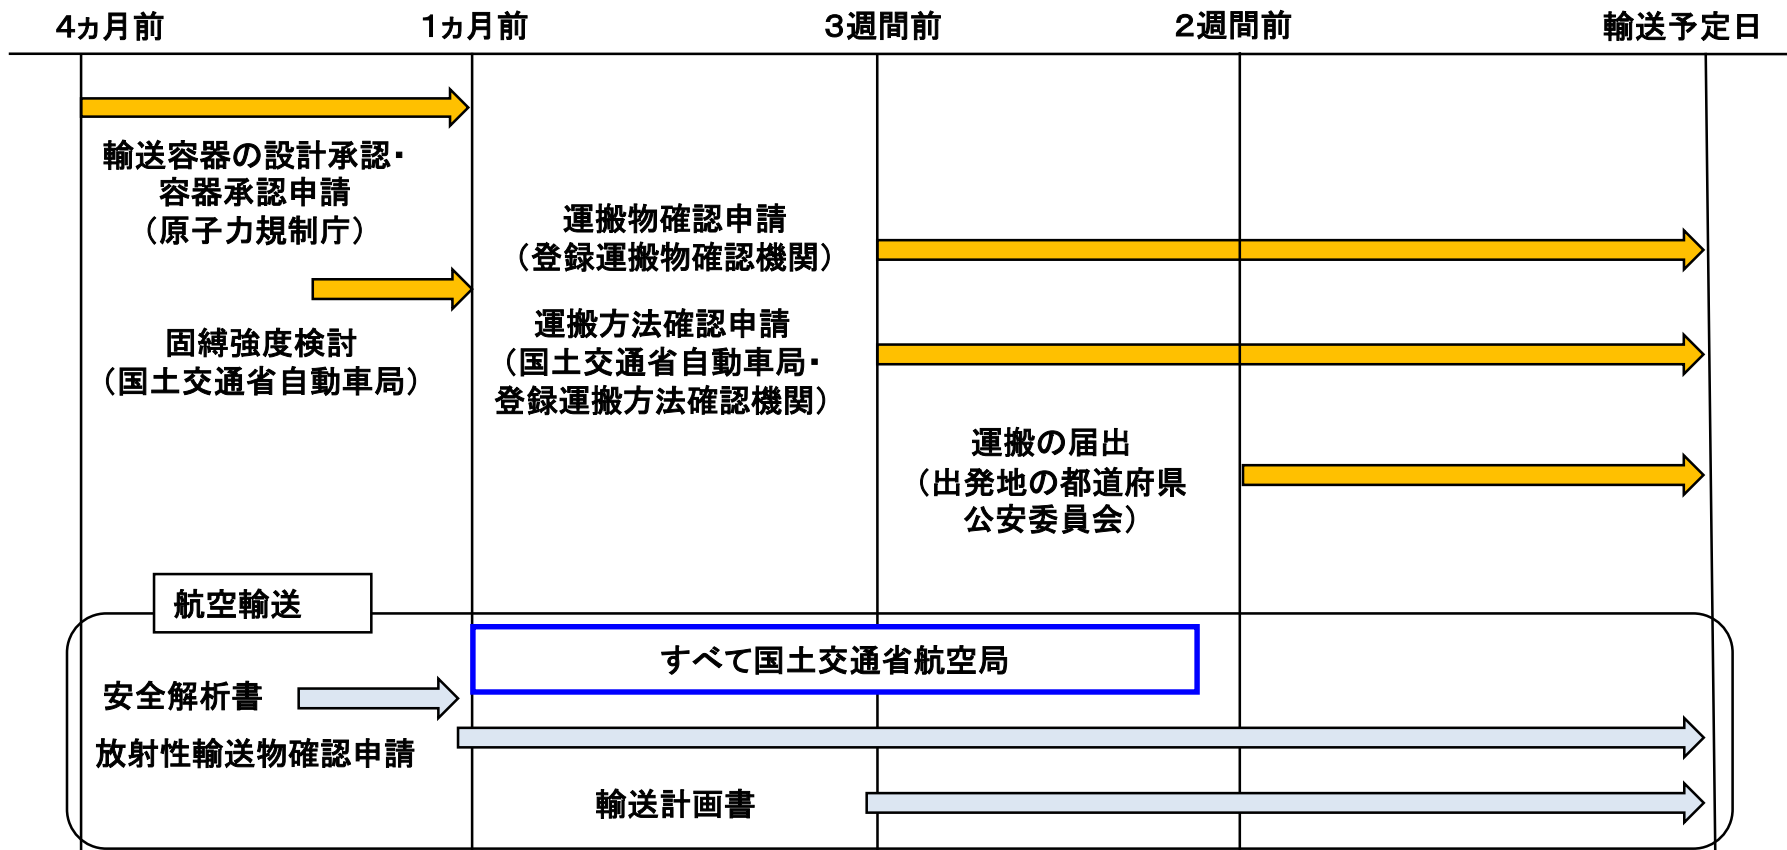 4ヵ月前
1ヵ月前
3週間前
2週間前
輸送予定日
輸送容器の設計承認・
容器承認申請
（原子力規制庁）
固縛強度検討
（国土交通省自動車局）
運搬物確認申請
（登録運搬物確認機関）
運搬方法確認申請
（国土交通省自動車局・
登録運搬方法確認機関）
運搬の届出
（出発地の都道府県
公安委員会）
航空輸送
すべて国土交通省航空局
安全解析書
放射性輸送物確認申請
輸送計画書